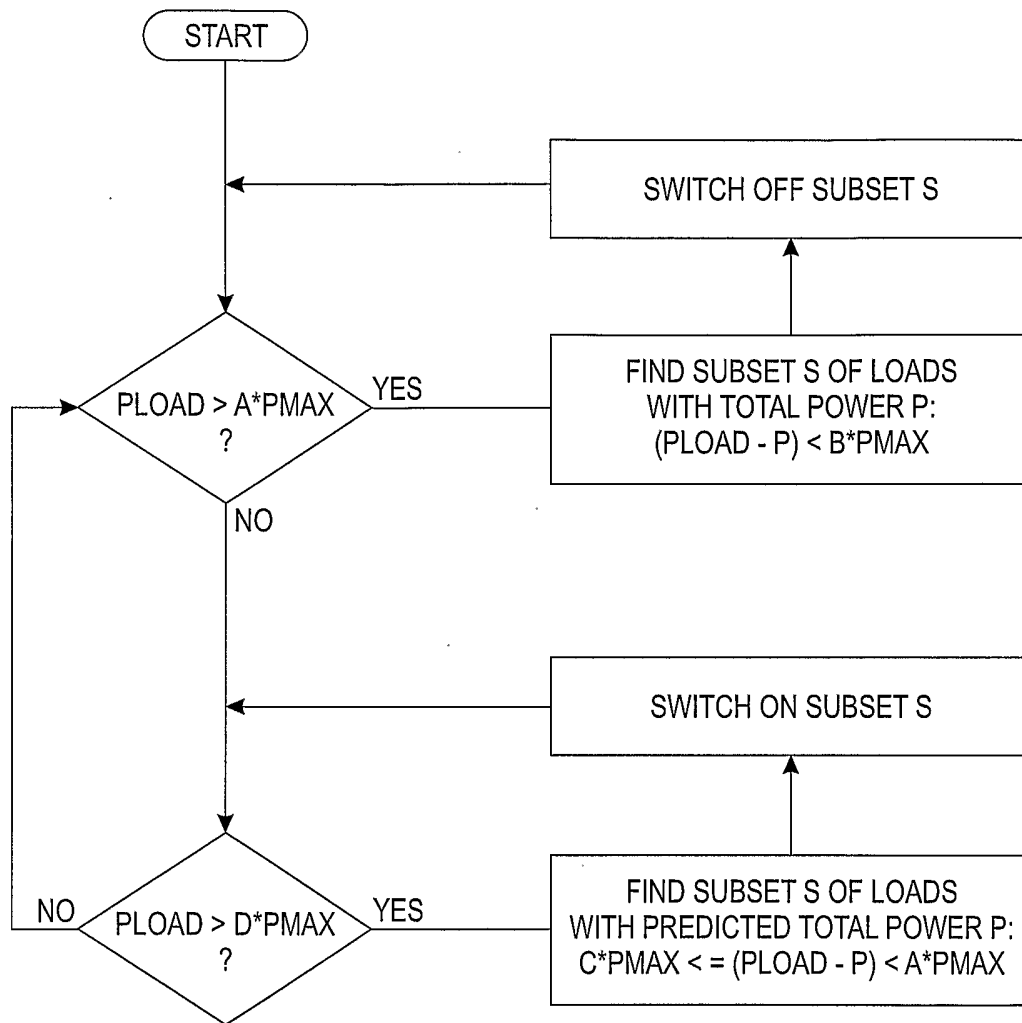 START
SWITCH OFF SUBSET S
PLOAD > A*PMAX
?
YES
NO
FIND SUBSET S OF LOADS
WITH TOTAL POWER P:
(PLOAD - P) < B*PMAX
SWITCH ON SUBSET S
PLOAD > D*PMAX
?
NO
YES
FIND SUBSET S OF LOADS
WITH PREDICTED TOTAL POWER P:
C*PMAX < = (PLOAD - P) < A*PMAX